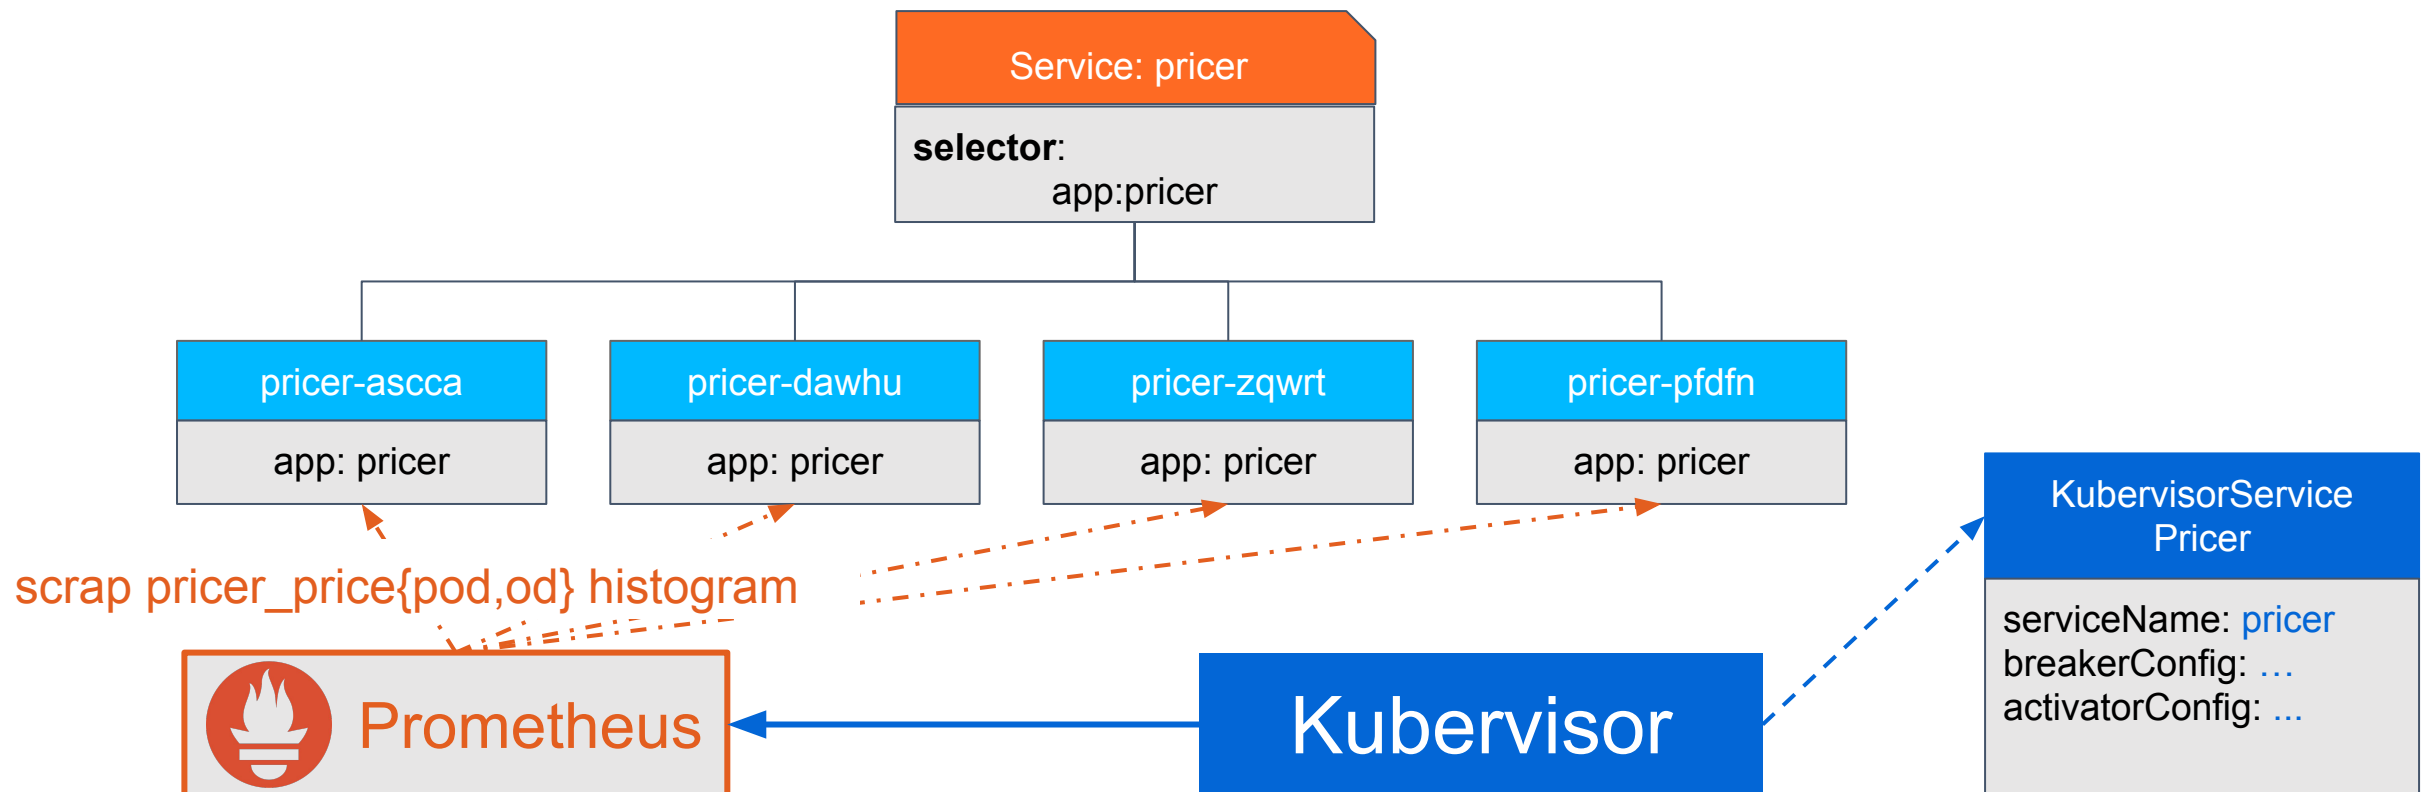 Service: pricer
selector:
app:pricer
pricer-ascca
pricer-dawhu
pricer-zqwrt
pricer-pfdfn
app: pricer
app: pricer
app: pricer
app: pricer
scrap pricer_price{pod,od} histogram
Prometheus
Kubervisor
KubervisorService
Pricer
serviceName: pricer
breakerConfig: …
activatorConfig: ...